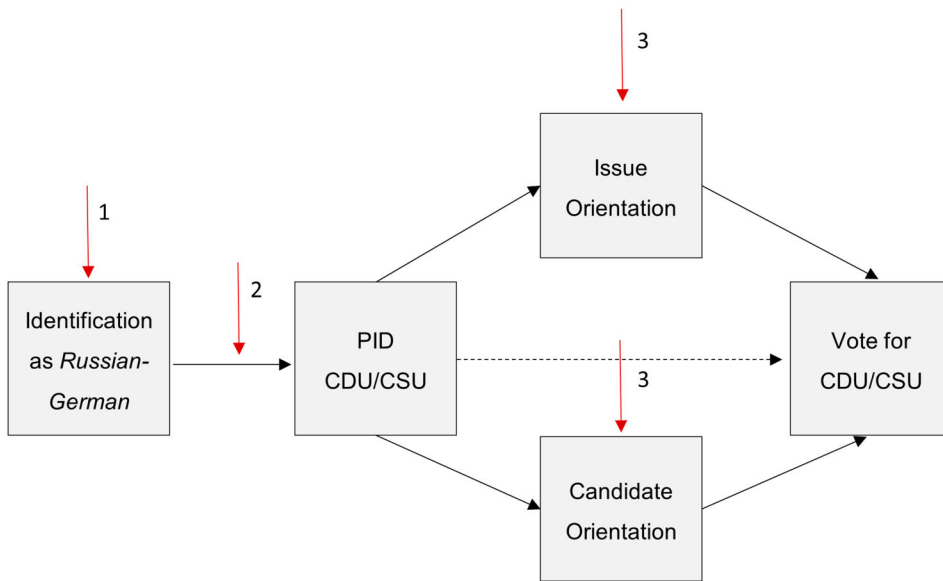 3
Issue
Orientation
1
2
Identification
as Russian-
German
PID
CDU/CSU
Vote for
CDU/CSU
3
Candidate
Orientation